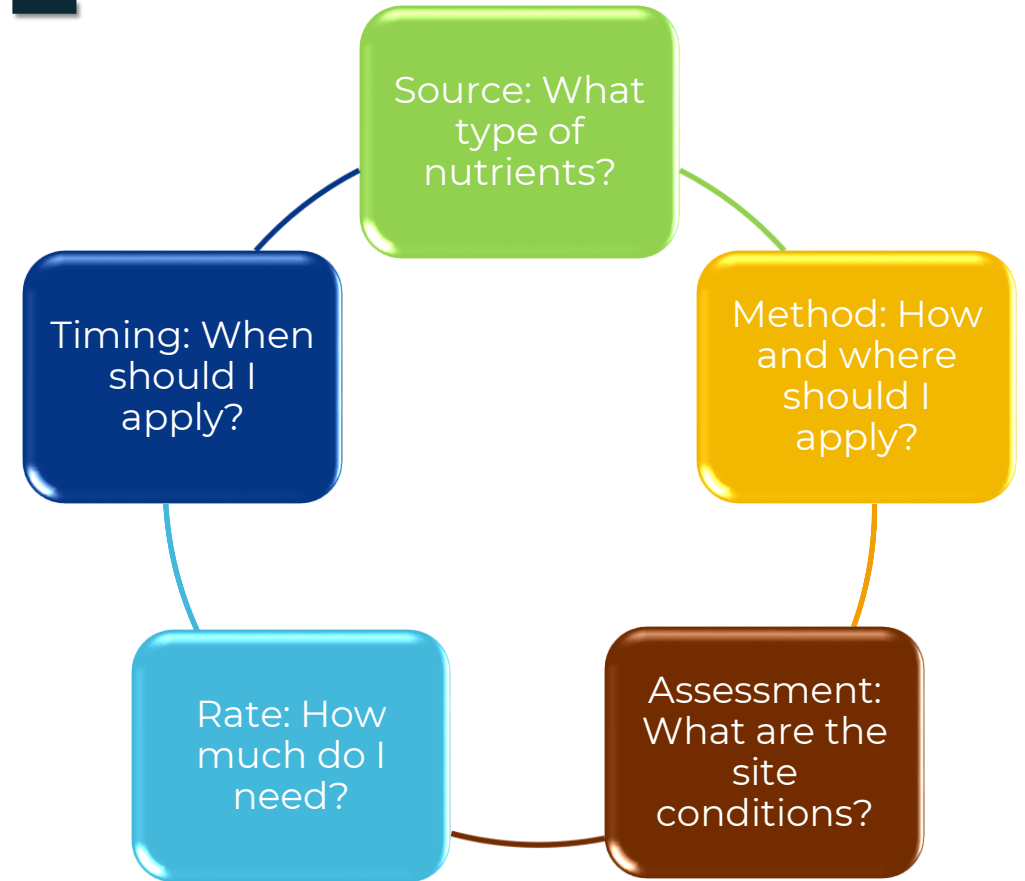 Source: What
type of
nutrients?
Method: How
and where
should I
apply?
Assessment:
What are the
site
conditions?
Rate: How
much do I
need?
Timing: When
should I
apply?